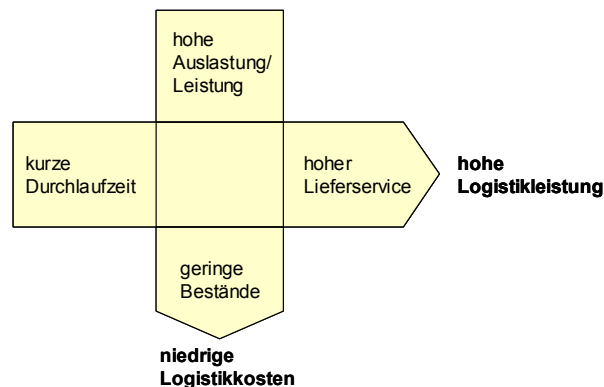 hohe
Auslastung/
Leistung
kurze
Durchlaufzeit
hoher
Lieferservice
hohe
Logistikleistung
geringe
Bestände
niedrige
Logistikkosten